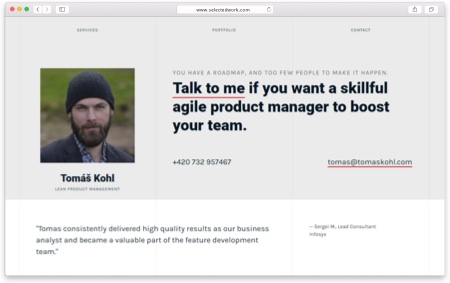 www.selectedwork.com
SERVICES
PORTFOLIO
CONTACT
YOU HAVE A ROADMAP, AND TOO FEW PEOPLE TO MAKE IT HAPPEN.
Talk to me if you want a skillful
agile product manager to boost
your team.
+420 732 957467
tomas@tomaskohl.com
Tomáš Kohl
LEAN PRODUCT MANAGEMENT
"Tomas consistently delivered high quality results as our business
analyst and became a valuable part of the feature development
team."
— Sergei M., Lead Consultant
Infosys